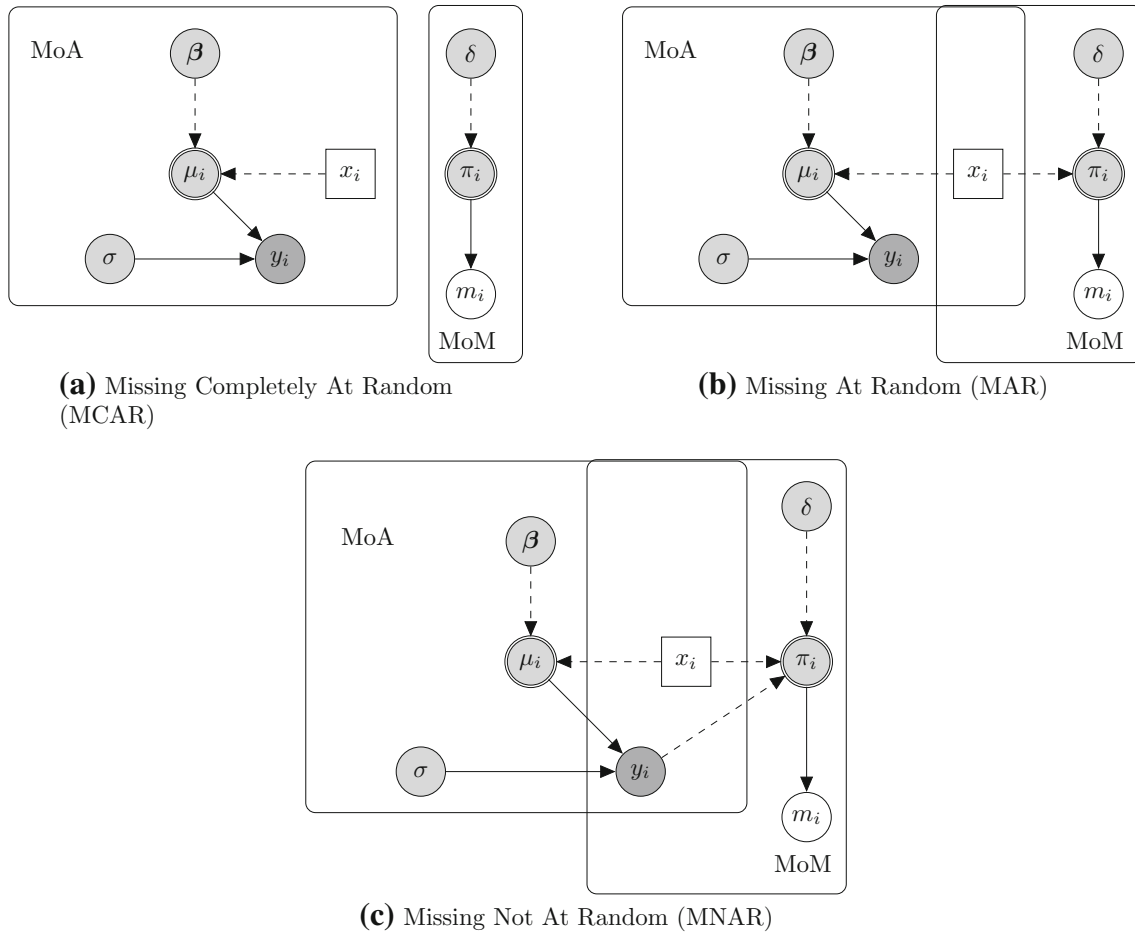 MoA
β
δ
μi
xi
πi
σ
yi
mi
MoM
(a) Missing Completely At Random
(MCAR)
MoA
β
δ
μi
xi
πi
σ
yi
mi
MoM
(b) Missing At Random (MAR)
MoA
δ
β
μi
xi
πi
σ
yi
mi
MoM
(c) Missing Not At Random (MNAR)